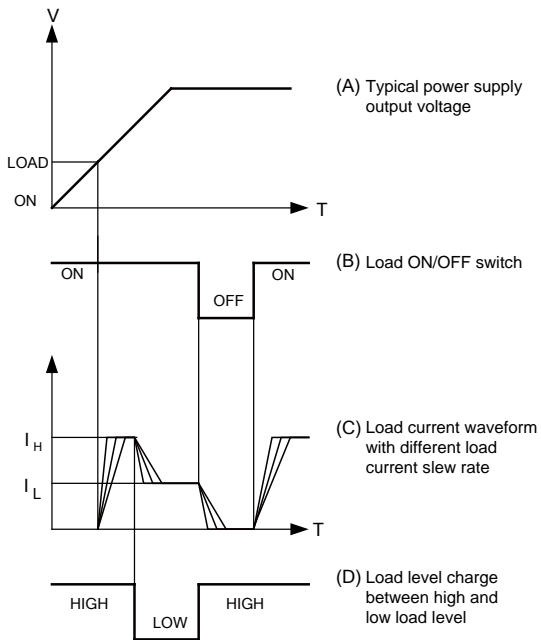 V
(A) Typical power supply
output voltage
LOAD
ON
T
(B) Load ON/OFF switch
ON
ON
OFF
(C) Load current waveform
with different load
current slew rate
I H
I L
T
(D) Load level charge
between high and
low load level
HIGH
LOW
HIGH